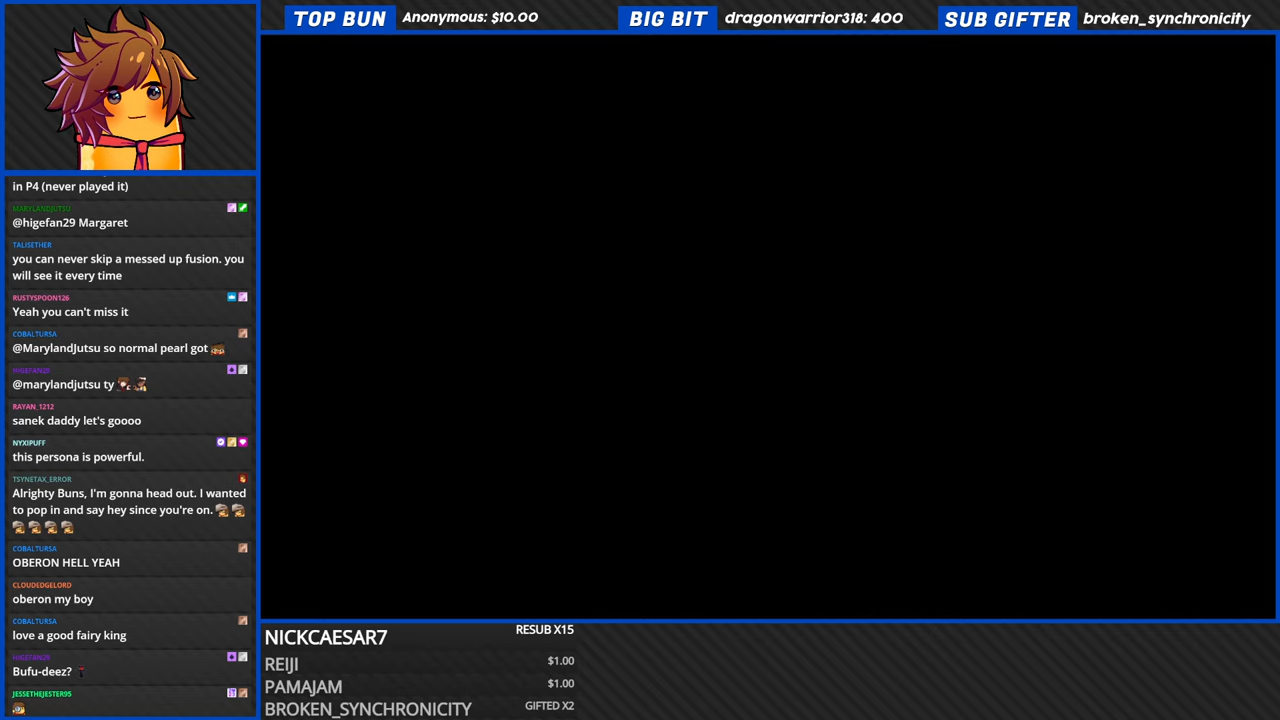 TOP BUN Anonymous: $10.00 BIG BIT dragonwarrior318: 400 SUB GIFTER broken_synchronicity
in P4 (never played it)
MARYLANDJUTSU
@higefan29 Margaret
TALISETHER
you can never skip a messed up fusion. you
will see it every time
RUSTYSPOON126
Yeah you can't miss it
COBALTURSA
@MarylandJutsu so normal pearl got
HIGEFAN29
@marylandjutsu ty
RAYAN_1212
sanek daddy let's goooo
NYXIPUFF
this persona is powerful.
TSYNETAX_ERROR
Alrighty Buns, I'm gonna head out. I wanted
to pop in and say hey since you're on.
COBALTURSA
OBERON HELL YEAH
CLOUDEDGELORD
oberon my boy
COBALTURSA
love a good fairy king
HIGEFAN29
Bufu-deez?
JESSETHEJESTER95
NICKCAESAR7 RESUB X15
REIJI $1.00
PAMAJAM $1.00
BROKEN_SYNCHRONICITY GIFTED X2